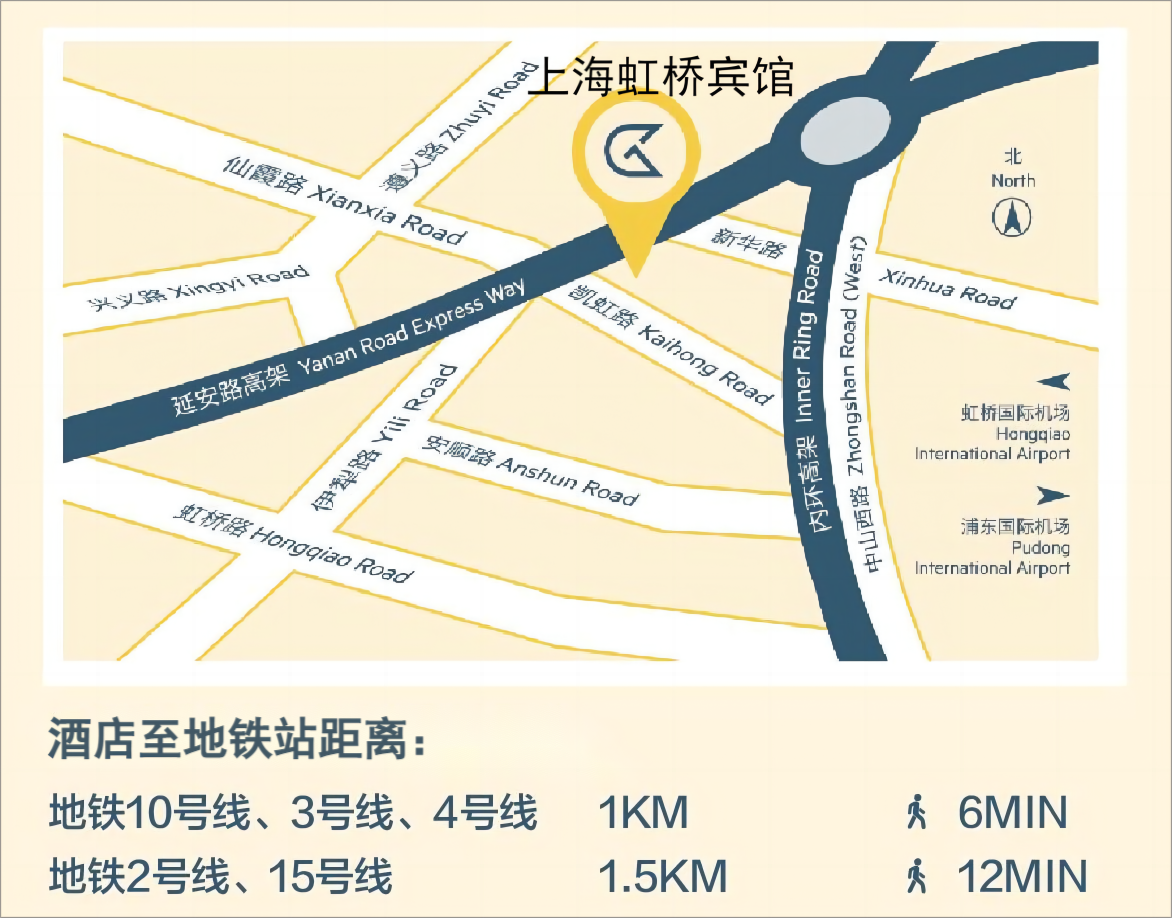 上海虹桥宾馆
遵义路 Zhuyi Road
仙霞路 Xianxia Road
北
North
新华路
Xinhua Road
兴义路 Xingyi Road
延安路高架 Yanan Road Express Way
凯虹路 Kaihong Road
内环高架 Inner Ring Road
中山西路 Zhongshan Road (West)
伊犁路 Yili Road
安顺路 Anshun Road
虹桥路 Hongqiao Road
虹桥国际机场
Hongqiao
International Airport
浦东国际机场
Pudong
International Airport
酒店至地铁站距离：
地铁10号线、3号线、4号线 1KM 6MIN
地铁2号线、15号线 1.5KM 12MIN